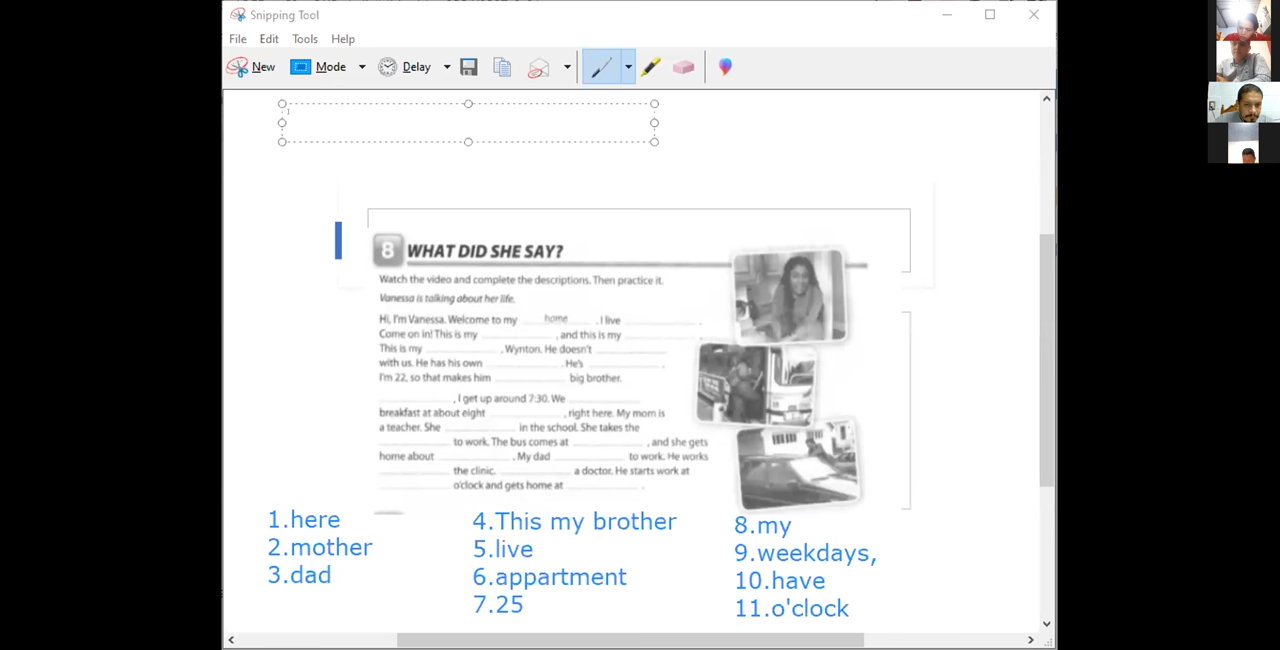 Snipping Tool
File Edit Tools Help
New Mode Delay
8 WHAT DID SHE SAY?
Watch the video and complete the descriptions. Then practice it.
Vanessa is talking about her life.
Hi, I'm Vanessa. Welcome to my home . I live .
Come on in! This is my , and this is my .
This is my , Wynton. He doesn't
with us. He has his own . He's .
I'm 22, so that makes him big brother.
, I get up around 7:30. We
breakfast at about eight , right here. My mom is
a teacher. She in the school. She takes the
to work. The bus comes at , and she gets
home about . My dad to work. He works
the clinic. a doctor. He starts work at
o'clock and gets home at .
1.here
2.mother
3.dad
4.This my brother
5.live
6.appartment
7.25
8.my
9.weekdays,
10.have
11.o'clock